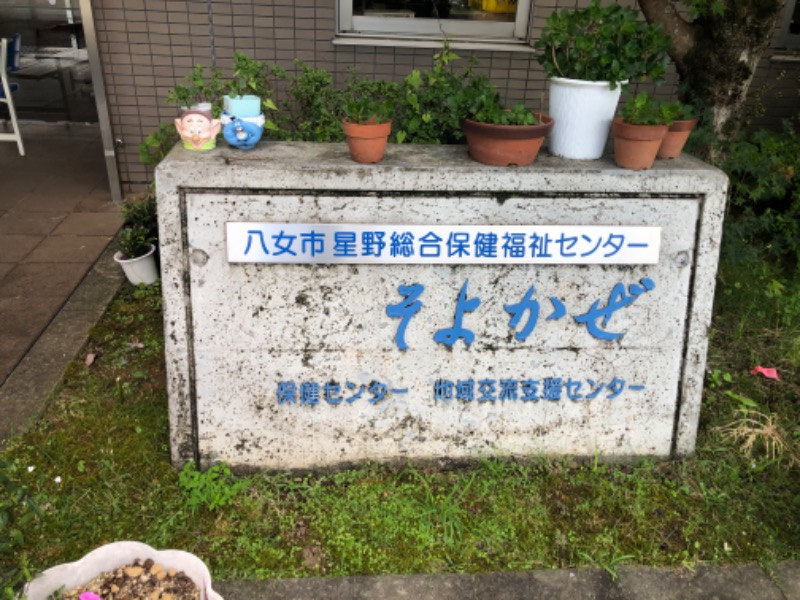 八女市 星野総合保健福祉センター
そよかぜ
保健センター 地域交流支援センター